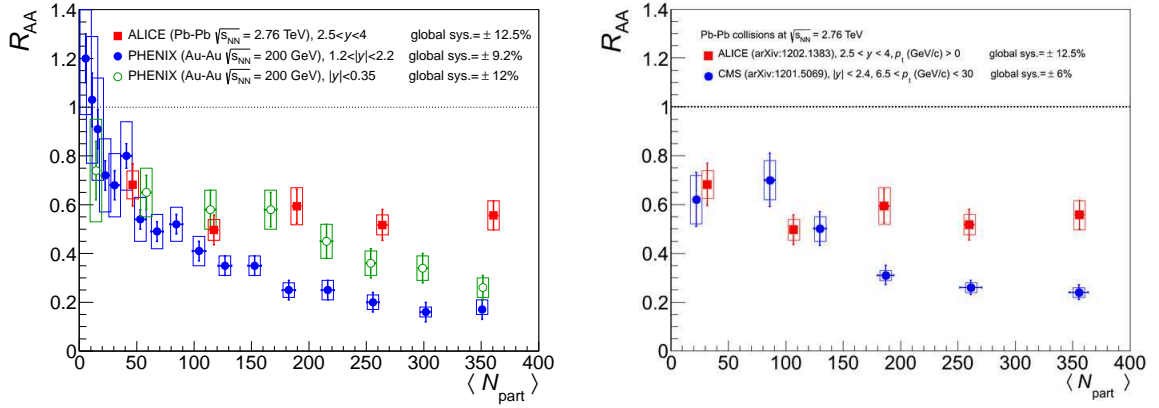 R_AA
ALICE (Pb-Pb √s_NN = 2.76 TeV), 2.5<y<4 global sys.= ± 12.5%
PHENIX (Au-Au √s_NN = 200 GeV), 1.2<|y|<2.2 global sys.= ± 9.2%
PHENIX (Au-Au √s_NN = 200 GeV), |y|<0.35 global sys.= ± 12%
1.4
1.2
1
0.8
0.6
0.4
0.2
0
0 50 100 150 200 250 300 350 400
⟨ N_part ⟩
R_AA
Pb-Pb collisions at √s_NN = 2.76 TeV
ALICE (arXiv:1202.1383), 2.5 < y < 4, p_t (GeV/c) > 0 global sys.= ± 12.5%
CMS (arXiv:1201.5069), |y| < 2.4, 6.5 < p_t (GeV/c) < 30 global sys.= ± 6%
1.4
1.2
1
0.8
0.6
0.4
0.2
0
0 50 100 150 200 250 300 350 400
⟨ N_part ⟩